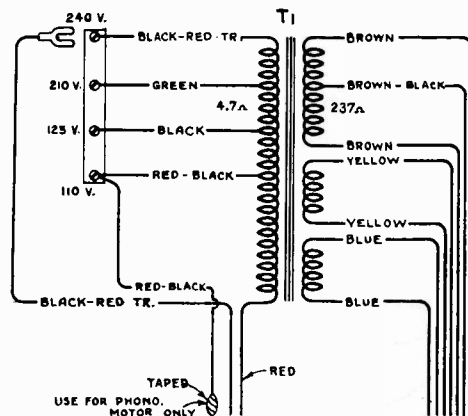 T1
240 V.
BLACK-RED TR.
BROWN
210 V.
GREEN
BROWN-BLACK
4.7Ω
237Ω
125 V.
BLACK
BROWN
RED-BLACK
YELLOW
110 V.
YELLOW
BLUE
RED-BLACK
BLACK-RED TR.
BLUE
RED
TAPED
USE FOR PHONO.
MOTOR ONLY